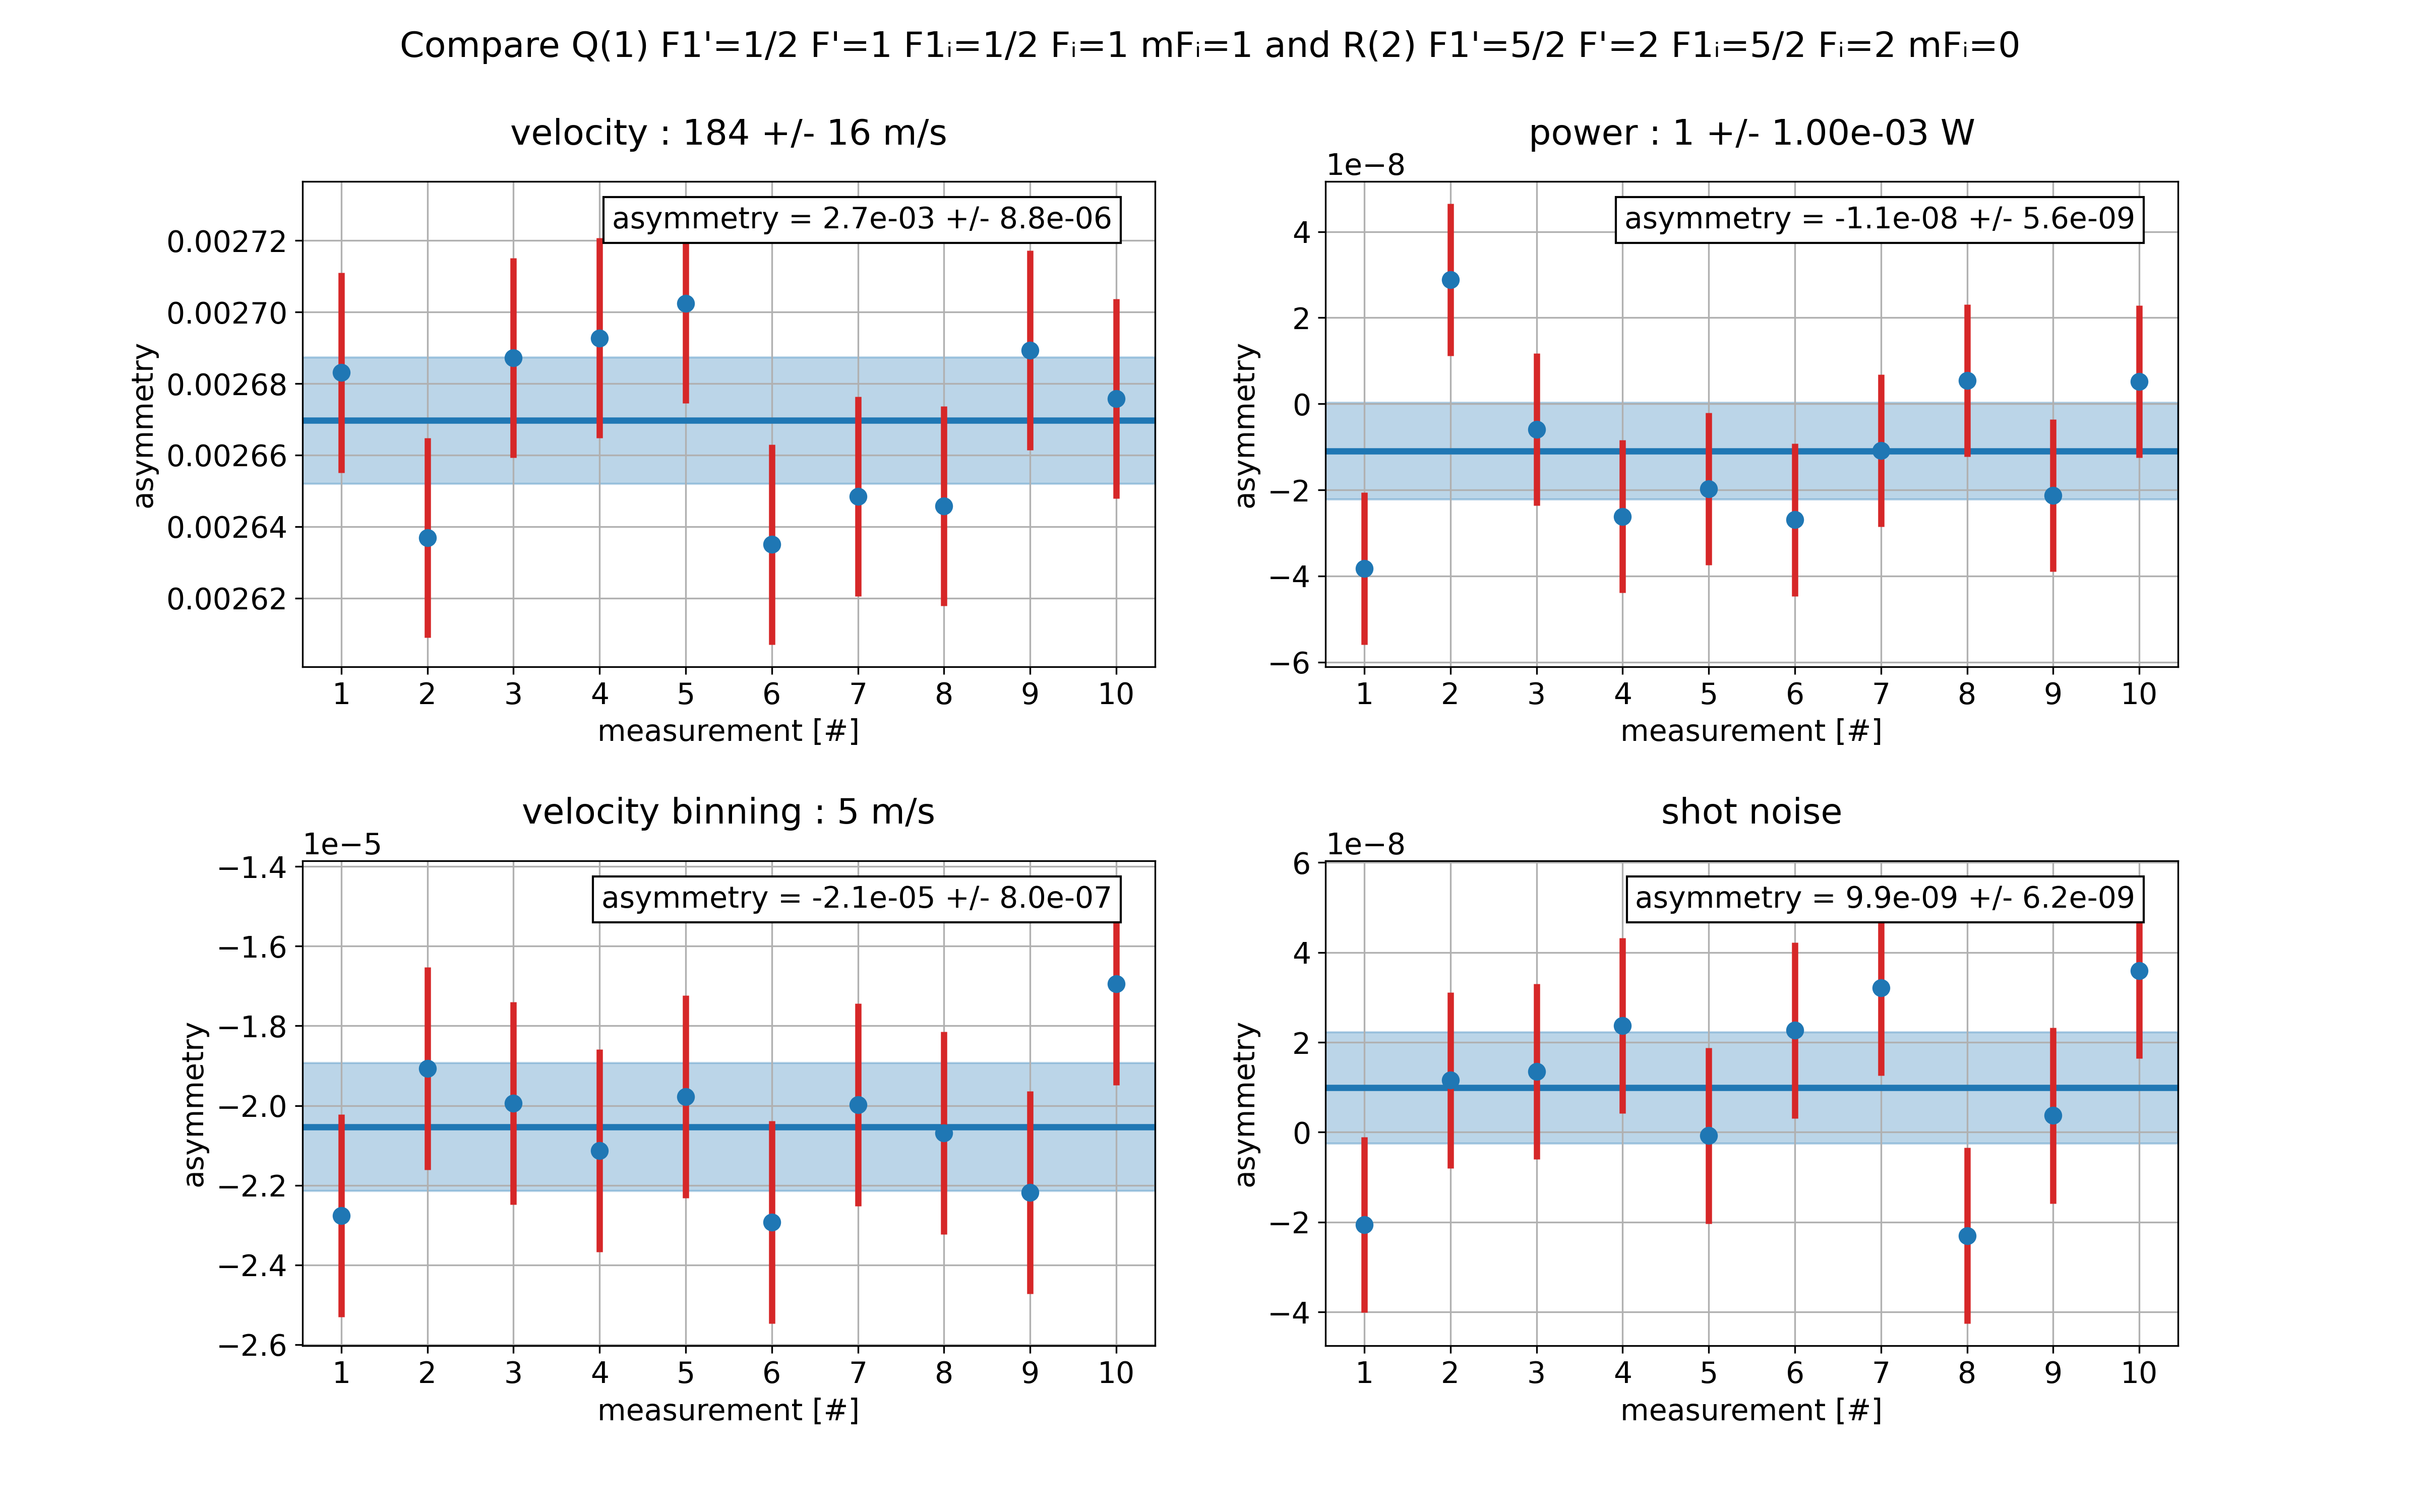 Compare Q(1) F1'=1/2 F'=1 F1ᵢ=1/2 Fᵢ=1 mFᵢ=1 and R(2) F1'=5/2 F'=2 F1ᵢ=5/2 Fᵢ=2 mFᵢ=0
velocity : 184 +/- 16 m/s
asymmetry = 2.7e-03 +/- 8.8e-06
0.00272
0.00270
0.00268
0.00266
0.00264
0.00262
asymmetry
1 2 3 4 5 6 7 8 9 10
measurement [#]
power : 1 +/- 1.00e-03 W
1e−8
asymmetry = -1.1e-08 +/- 5.6e-09
4
2
0
−2
−4
−6
asymmetry
1 2 3 4 5 6 7 8 9 10
measurement [#]
velocity binning : 5 m/s
1e−5
asymmetry = -2.1e-05 +/- 8.0e-07
−1.4
−1.6
−1.8
−2.0
−2.2
−2.4
−2.6
asymmetry
1 2 3 4 5 6 7 8 9 10
measurement [#]
shot noise
1e−8
asymmetry = 9.9e-09 +/- 6.2e-09
6
4
2
0
−2
−4
asymmetry
1 2 3 4 5 6 7 8 9 10
measurement [#]